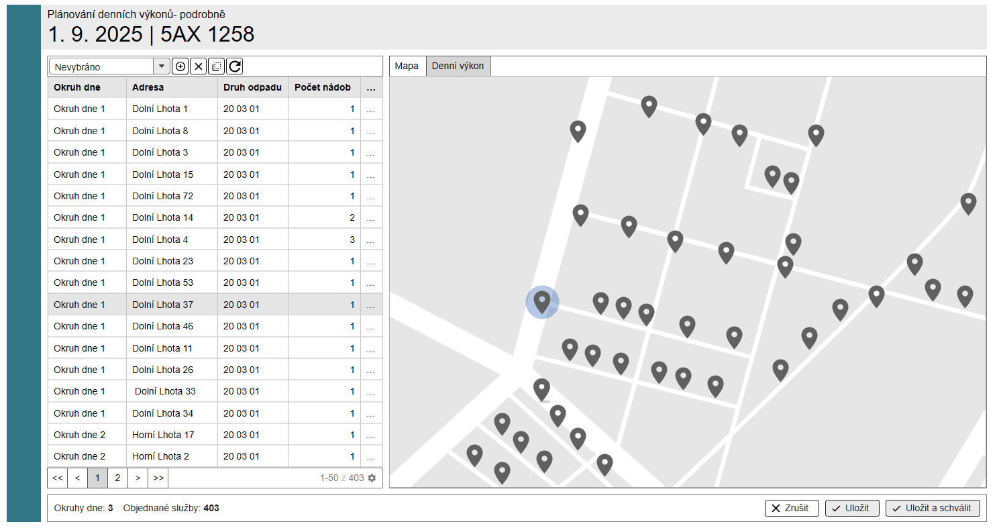 Plánování denních výkonů- podrobně
1. 9. 2025 | 5AX 1258
Nevybráno
Mapa Denní výkon
Okruh dne Adresa Druh odpadu Počet nádob ...
Okruh dne 1 Dolní Lhota 1 20 03 01 1 ...
Okruh dne 1 Dolní Lhota 8 20 03 01 1 ...
Okruh dne 1 Dolní Lhota 3 20 03 01 1 ...
Okruh dne 1 Dolní Lhota 15 20 03 01 1 ...
Okruh dne 1 Dolní Lhota 72 20 03 01 1 ...
Okruh dne 1 Dolní Lhota 14 20 03 01 2 ...
Okruh dne 1 Dolní Lhota 4 20 03 01 3 ...
Okruh dne 1 Dolní Lhota 23 20 03 01 1 ...
Okruh dne 1 Dolní Lhota 53 20 03 01 1 ...
Okruh dne 1 Dolní Lhota 37 20 03 01 1 ...
Okruh dne 1 Dolní Lhota 46 20 03 01 1 ...
Okruh dne 1 Dolní Lhota 11 20 03 01 1 ...
Okruh dne 1 Dolní Lhota 26 20 03 01 1 ...
Okruh dne 1 Dolní Lhota 33 20 03 01 1 ...
Okruh dne 1 Dolní Lhota 34 20 03 01 1 ...
Okruh dne 2 Horní Lhota 17 20 03 01 1 ...
Okruh dne 2 Horní Lhota 2 20 03 01 1 ...
<< < 1 2 > >> 1-50 z 403
Okruhy dne: 3 Objednané služby: 403 Zrušit Uložit Uložit a schválit